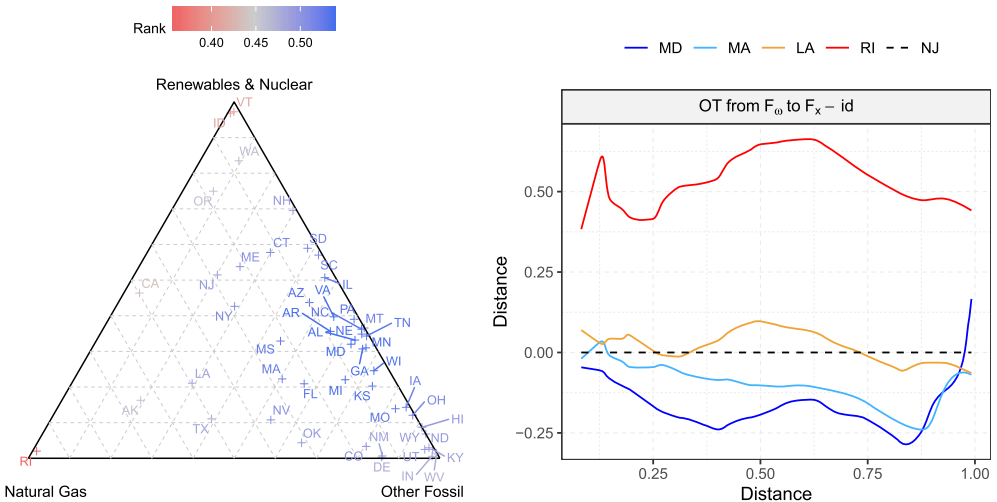 Rank
0.40 0.45 0.50
Renewables & Nuclear
VT
ID
WA
OR
NH
CT
SD
ME
SC
NJ
IL
CA
AZ
VA
NY
AR
NC
PA
MT
TN
AL
NE
MS
MD
MN
GA
WI
LA
MA
FL
MI
KS
IA
AK
MO
OH
TX
NV
HI
OK
NM
WY
ND
CO
UT
KY
DE
IN
WV
RI
Natural Gas
Other Fossil
MD MA LA RI NJ
OT from Fω to Fx − id
Distance
0.50
0.25
0.00
−0.25
0.25 0.50 0.75 1.00
Distance